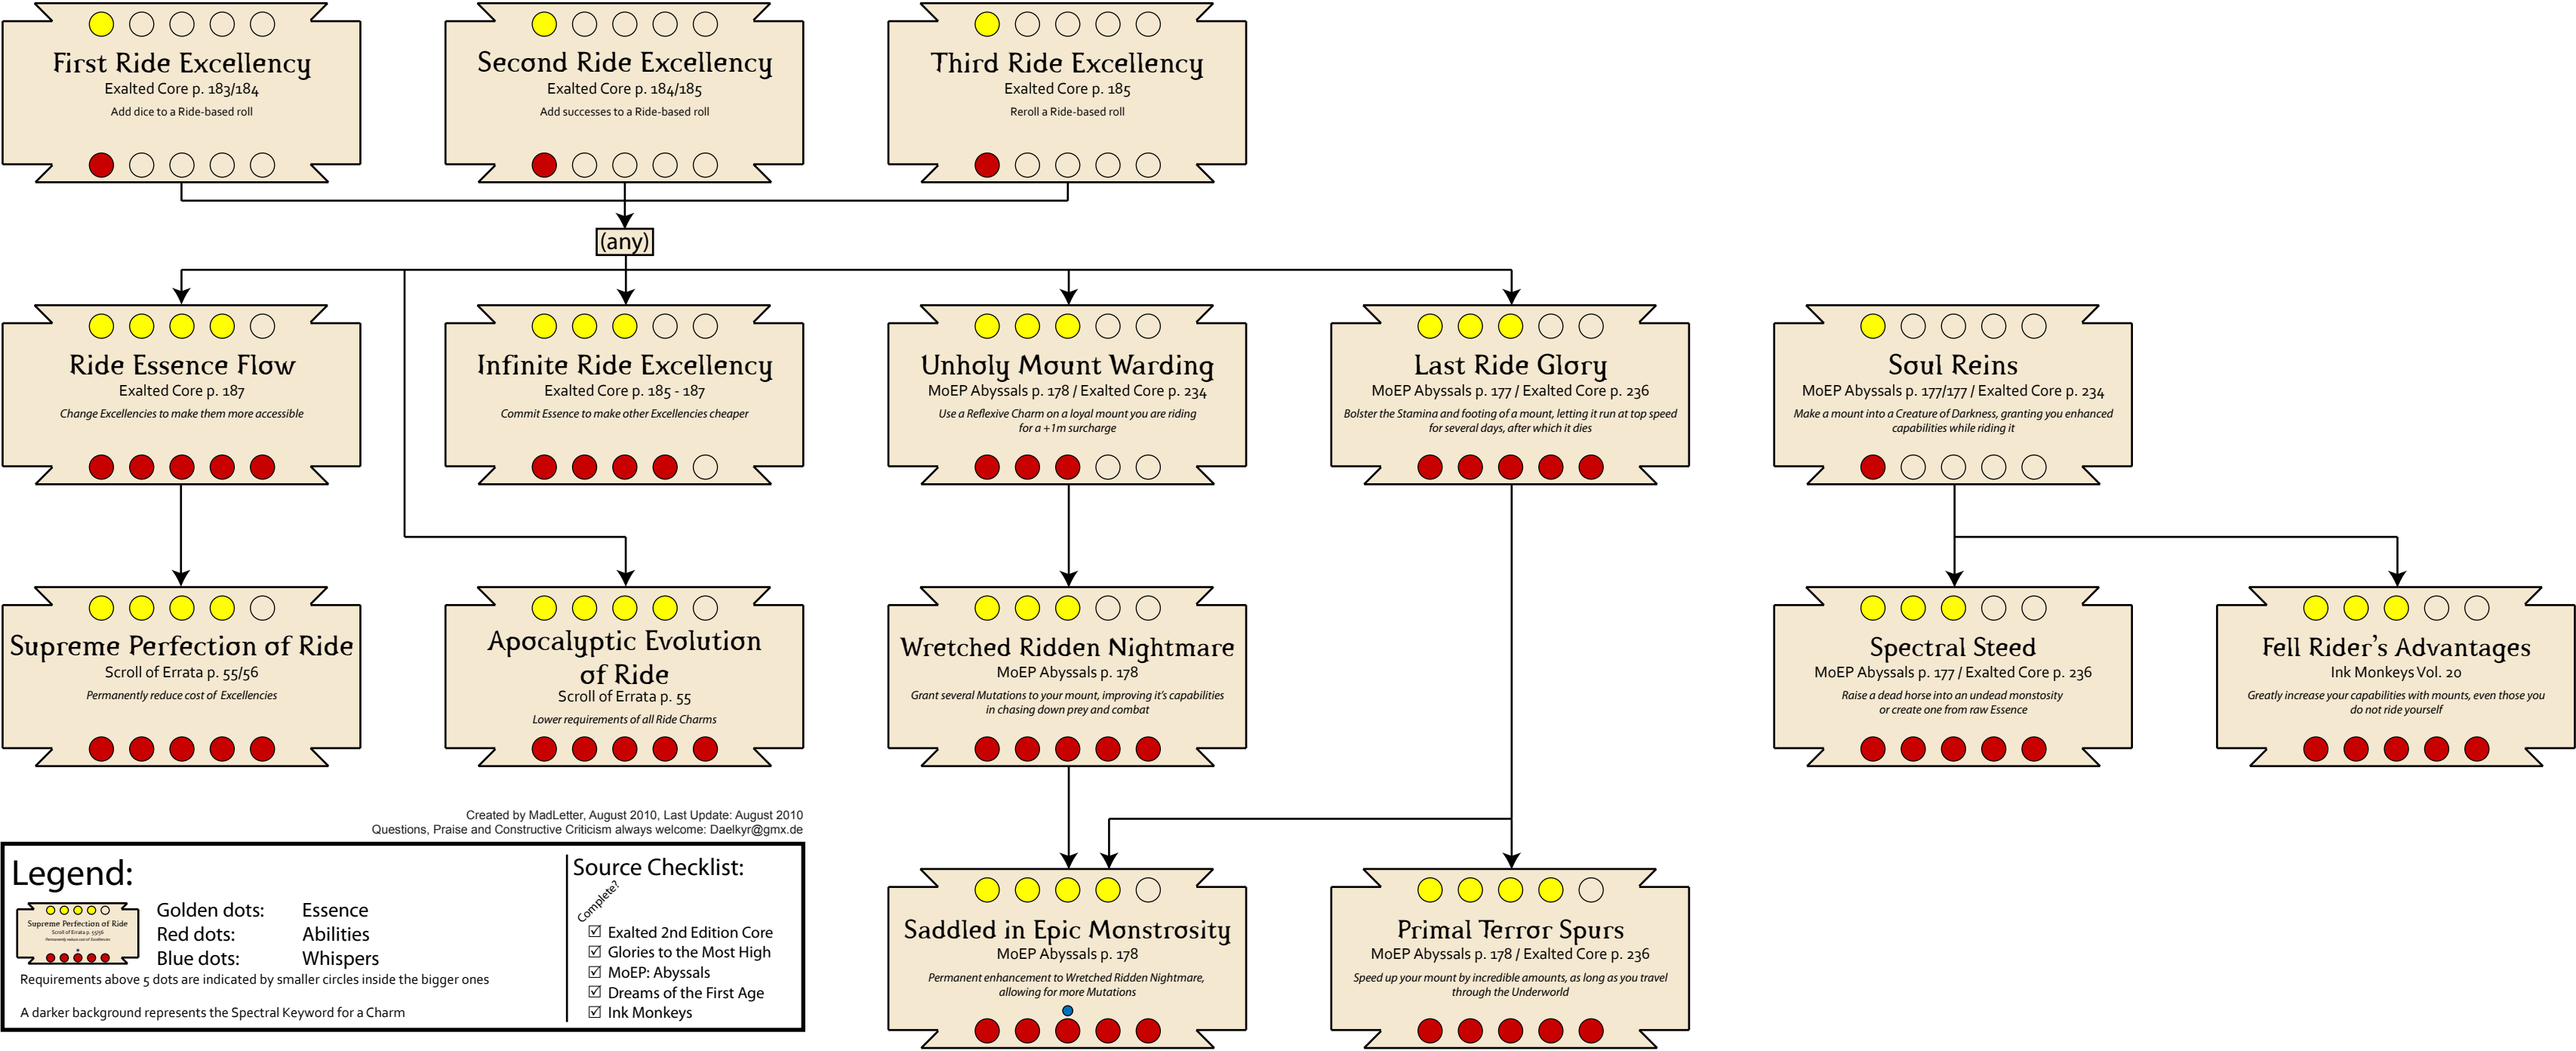 First Ride Excellency
Exalted Core p. 183/184
Add dice to a Ride-based roll
Second Ride Excellency
Exalted Core p. 184/185
Add successes to a Ride-based roll
Third Ride Excellency
Exalted Core p. 185
Reroll a Ride-based roll
(any)
Ride Essence Flow
Exalted Core p. 187
Change Excellencies to make them more accessible
Infinite Ride Excellency
Exalted Core p. 185 - 187
Commit Essence to make other Excellencies cheaper
Unholy Mount Warding
MoEP Abyssals p. 178 / Exalted Core p. 234
Use a Reflexive Charm on a loyal mount you are riding
for a +1m surcharge
Last Ride Glory
MoEP Abyssals p. 177 / Exalted Core p. 236
Bolster the Stamina and footing of a mount, letting it run at top speed
for several days, after which it dies
Soul Reins
MoEP Abyssals p. 177/177 / Exalted Core p. 234
Make a mount into a Creature of Darkness, granting you enhanced
capabilities while riding it
Supreme Perfection of Ride
Scroll of Errata p. 55/56
Permanently reduce cost of Excellencies
Apocalyptic Evolution
of Ride
Scroll of Errata p. 55
Lower requirements of all Ride Charms
Wretched Ridden Nightmare
MoEP Abyssals p. 178
Grant several Mutations to your mount, improving it's capabilities
in chasing down prey and combat
Spectral Steed
MoEP Abyssals p. 177 / Exalted Core p. 236
Raise a dead horse into an undead monstosity
or create one from raw Essence
Fell Rider's Advantages
Ink Monkeys Vol. 20
Greatly increase your capabilities with mounts, even those you
do not ride yourself
Saddled in Epic Monstrosity
MoEP Abyssals p. 178
Permanent enhancement to Wretched Ridden Nightmare,
allowing for more Mutations
Primal Terror Spurs
MoEP Abyssals p. 178 / Exalted Core p. 236
Speed up your mount by incredible amounts, as long as you travel
through the Underworld
Created by MadLetter, August 2010, Last Update: August 2010
Questions, Praise and Constructive Criticism always welcome: Daelkyr@gmx.de
Legend:
Supreme Perfection of Ride
Scroll of Errata p. 55/56
Permanently reduce cost of Excellencies
Golden dots: Essence
Red dots: Abilities
Blue dots: Whispers
Requirements above 5 dots are indicated by smaller circles inside the bigger ones
A darker background represents the Spectral Keyword for a Charm
Source Checklist:
Complete?
Exalted 2nd Edition Core
Glories to the Most High
MoEP: Abyssals
Dreams of the First Age
Ink Monkeys